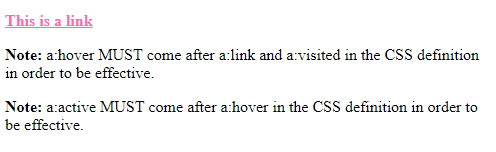 This is a link
Note: a:hover MUST come after a:link and a:visited in the CSS definition
in order to be effective.
Note: a:active MUST come after a:hover in the CSS definition in order to
be effective.